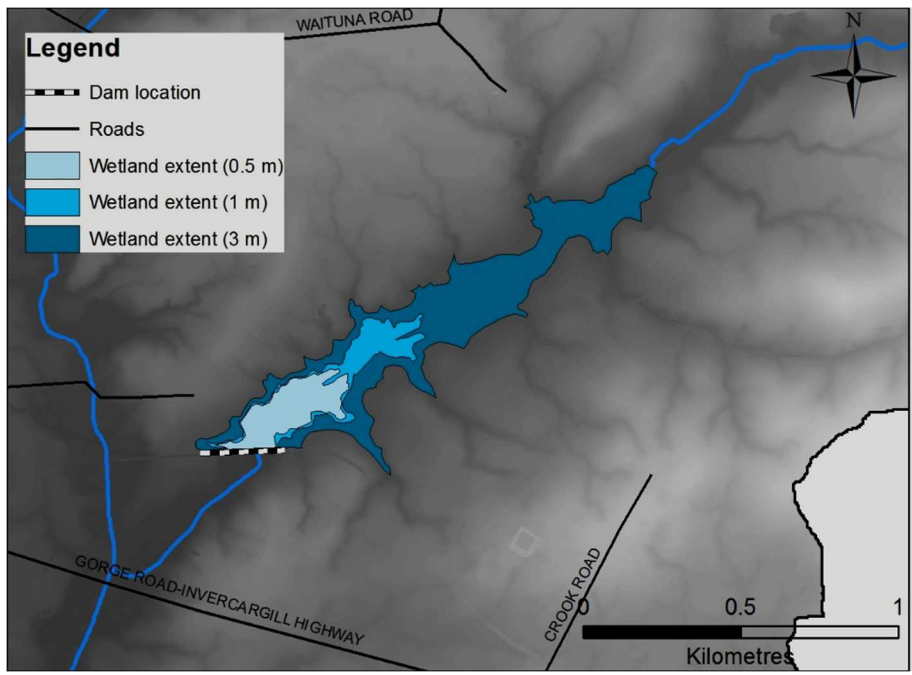 WAITUNA ROAD
N
Legend
Dam location
Roads
Wetland extent (0.5 m)
Wetland extent (1 m)
Wetland extent (3 m)
GORGE ROAD-INVERCARGILL HIGHWAY
CROOK ROAD
0 0.5 1
Kilometres